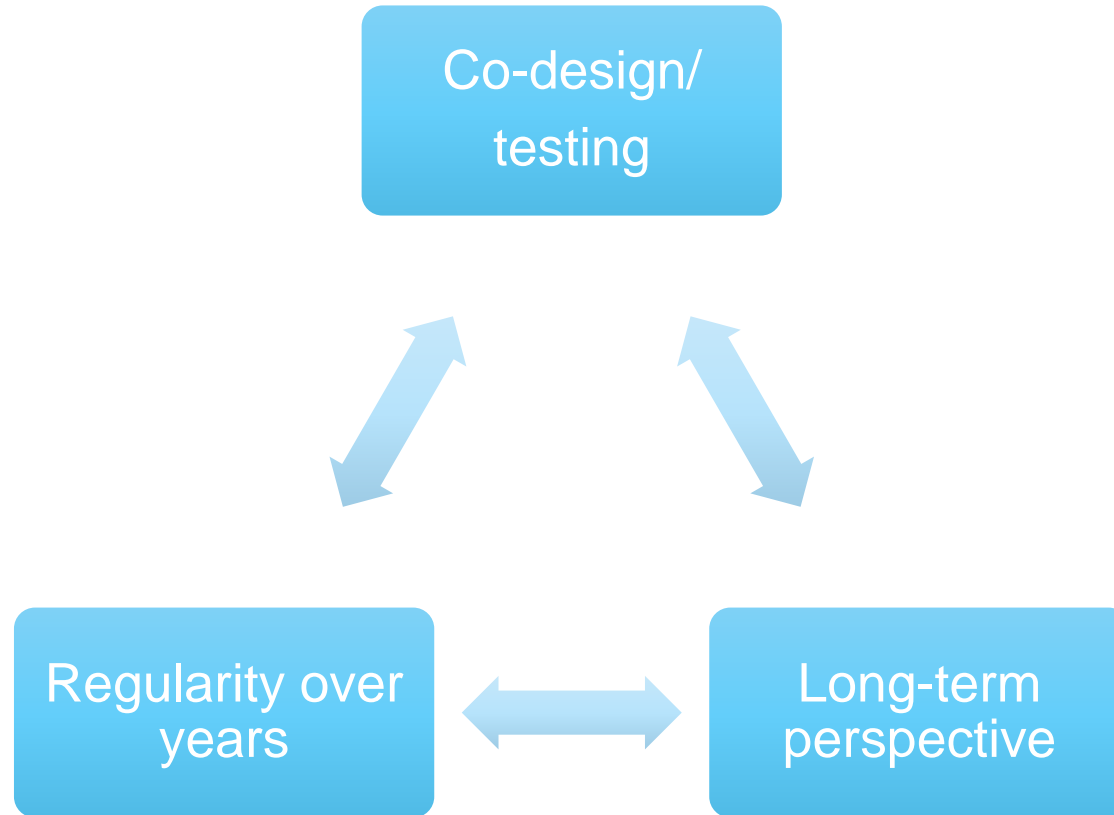 Co-design/
testing
Regularity over
years
Long-term
perspective